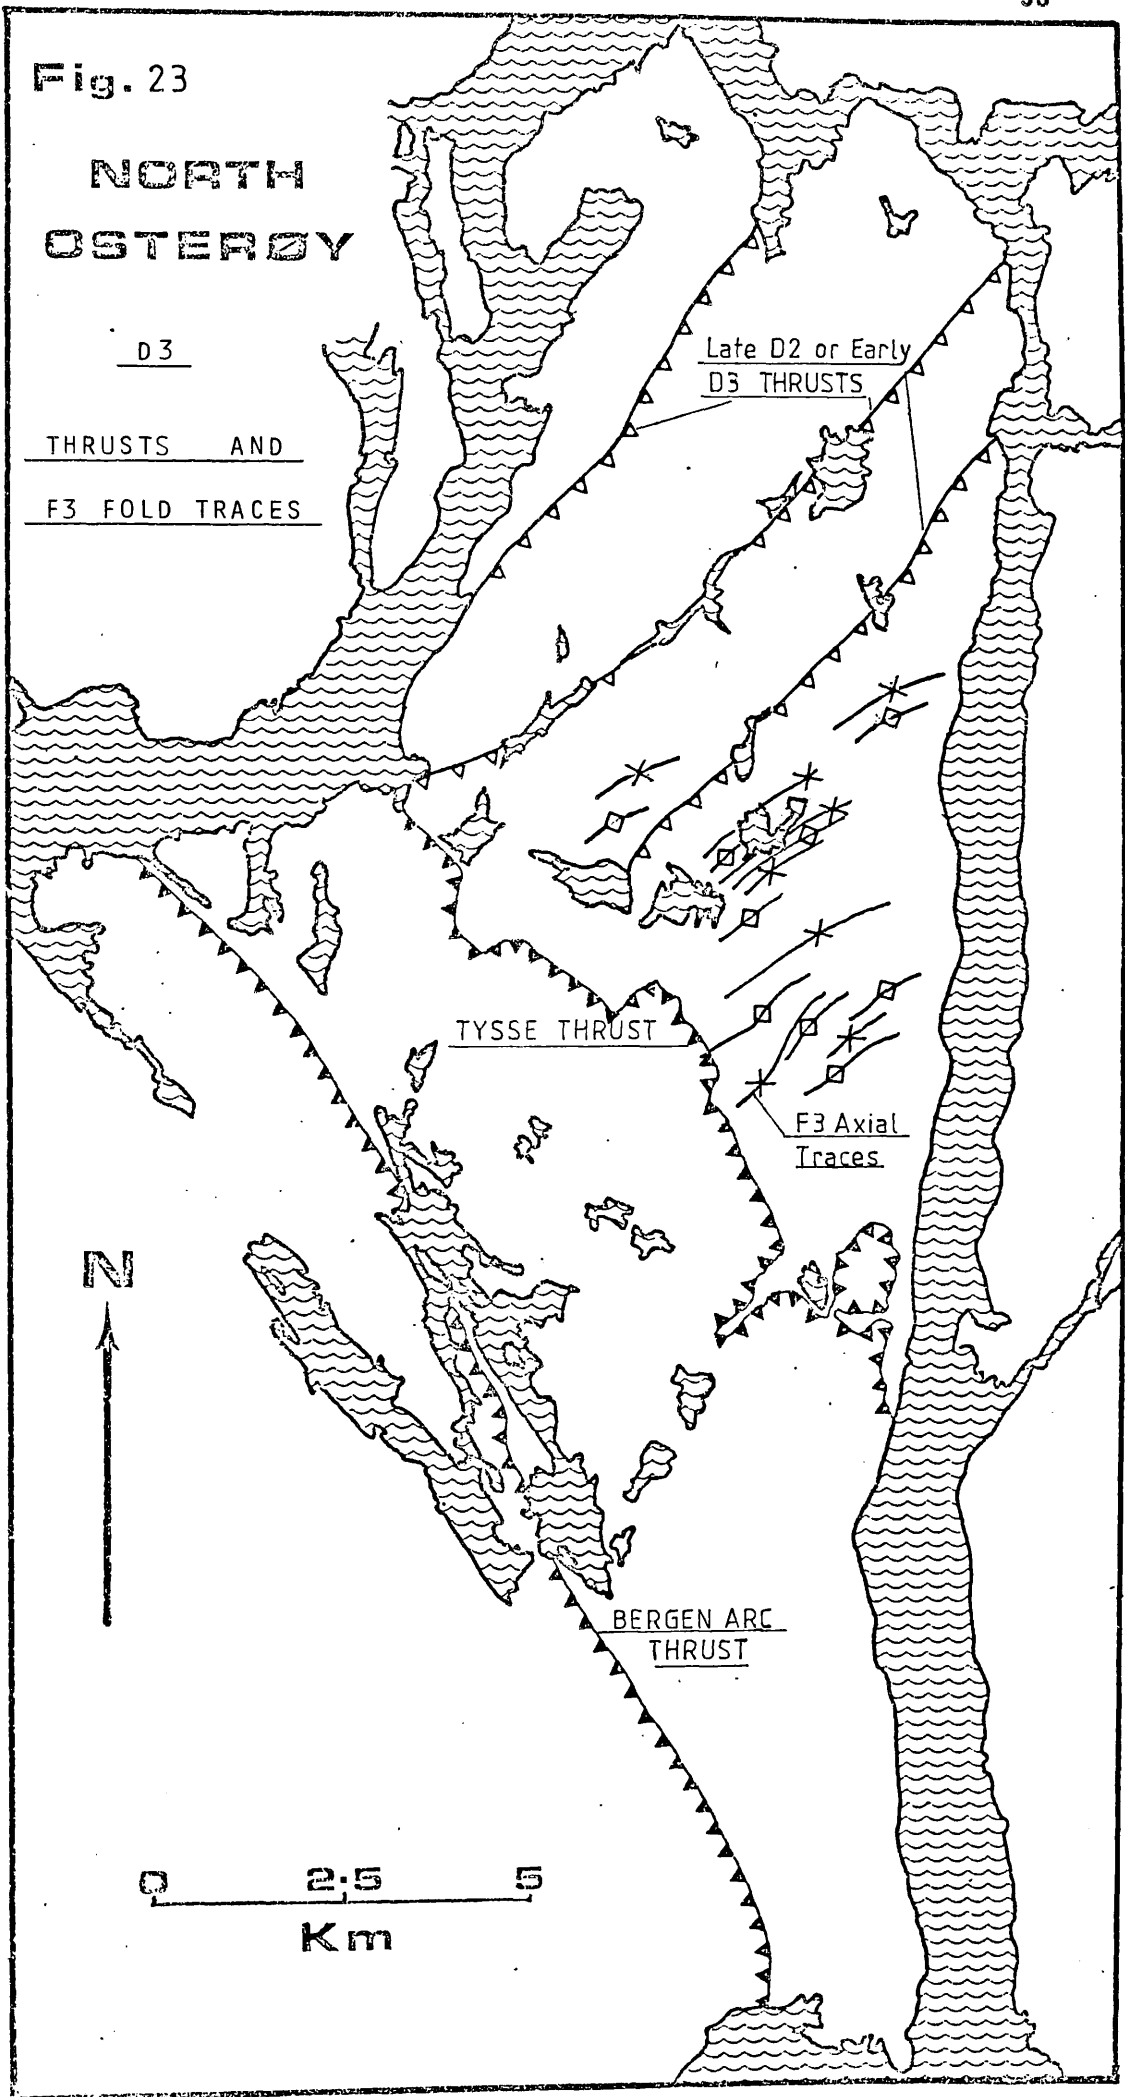 Fig. 23
NORTH
OSTERØY
D3
THRUSTS AND
F3 FOLD TRACES
Late D2 or Early
D3 THRUSTS
TYSSE THRUST
F3 Axial
Traces
N
BERGEN ARC
THRUST
0 2·5 5
Km